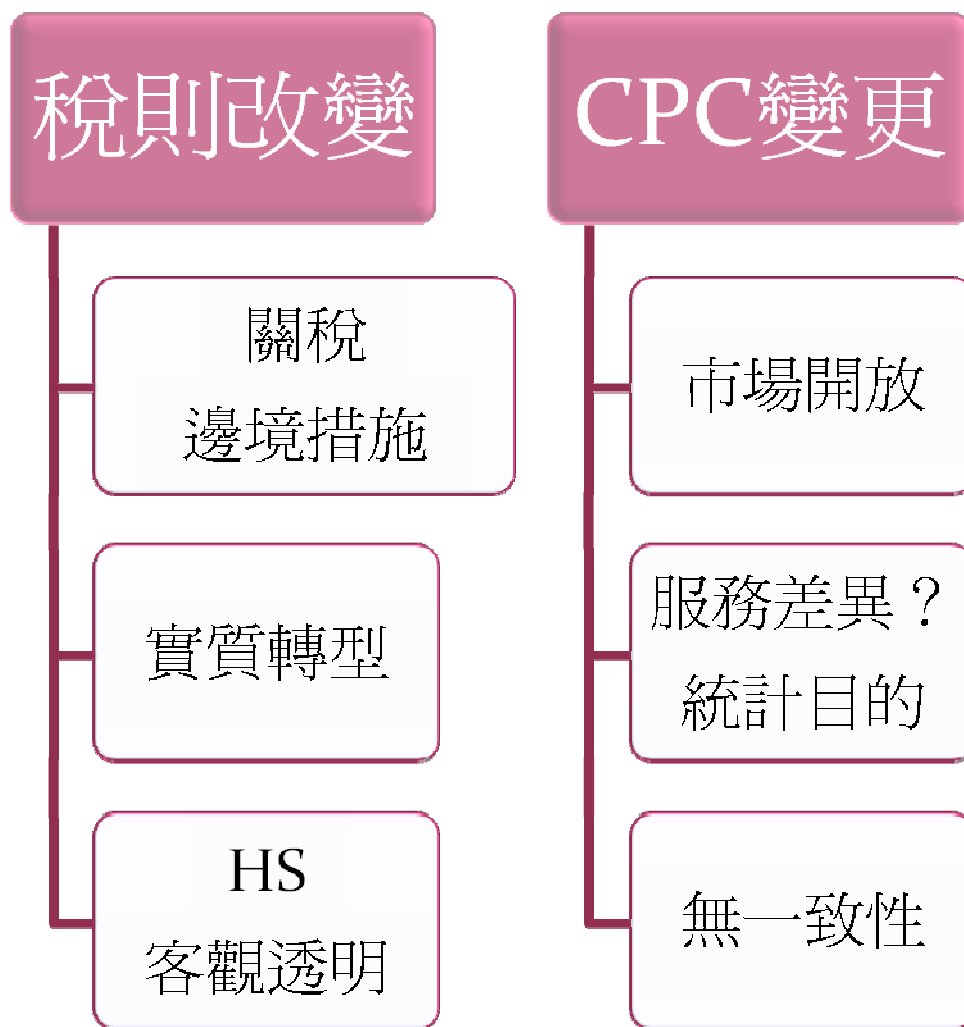 稅則改變
關稅
邊境措施
實質轉型
HS
客觀透明
CPC變更
市場開放
服務差異？
統計目的
無一致性